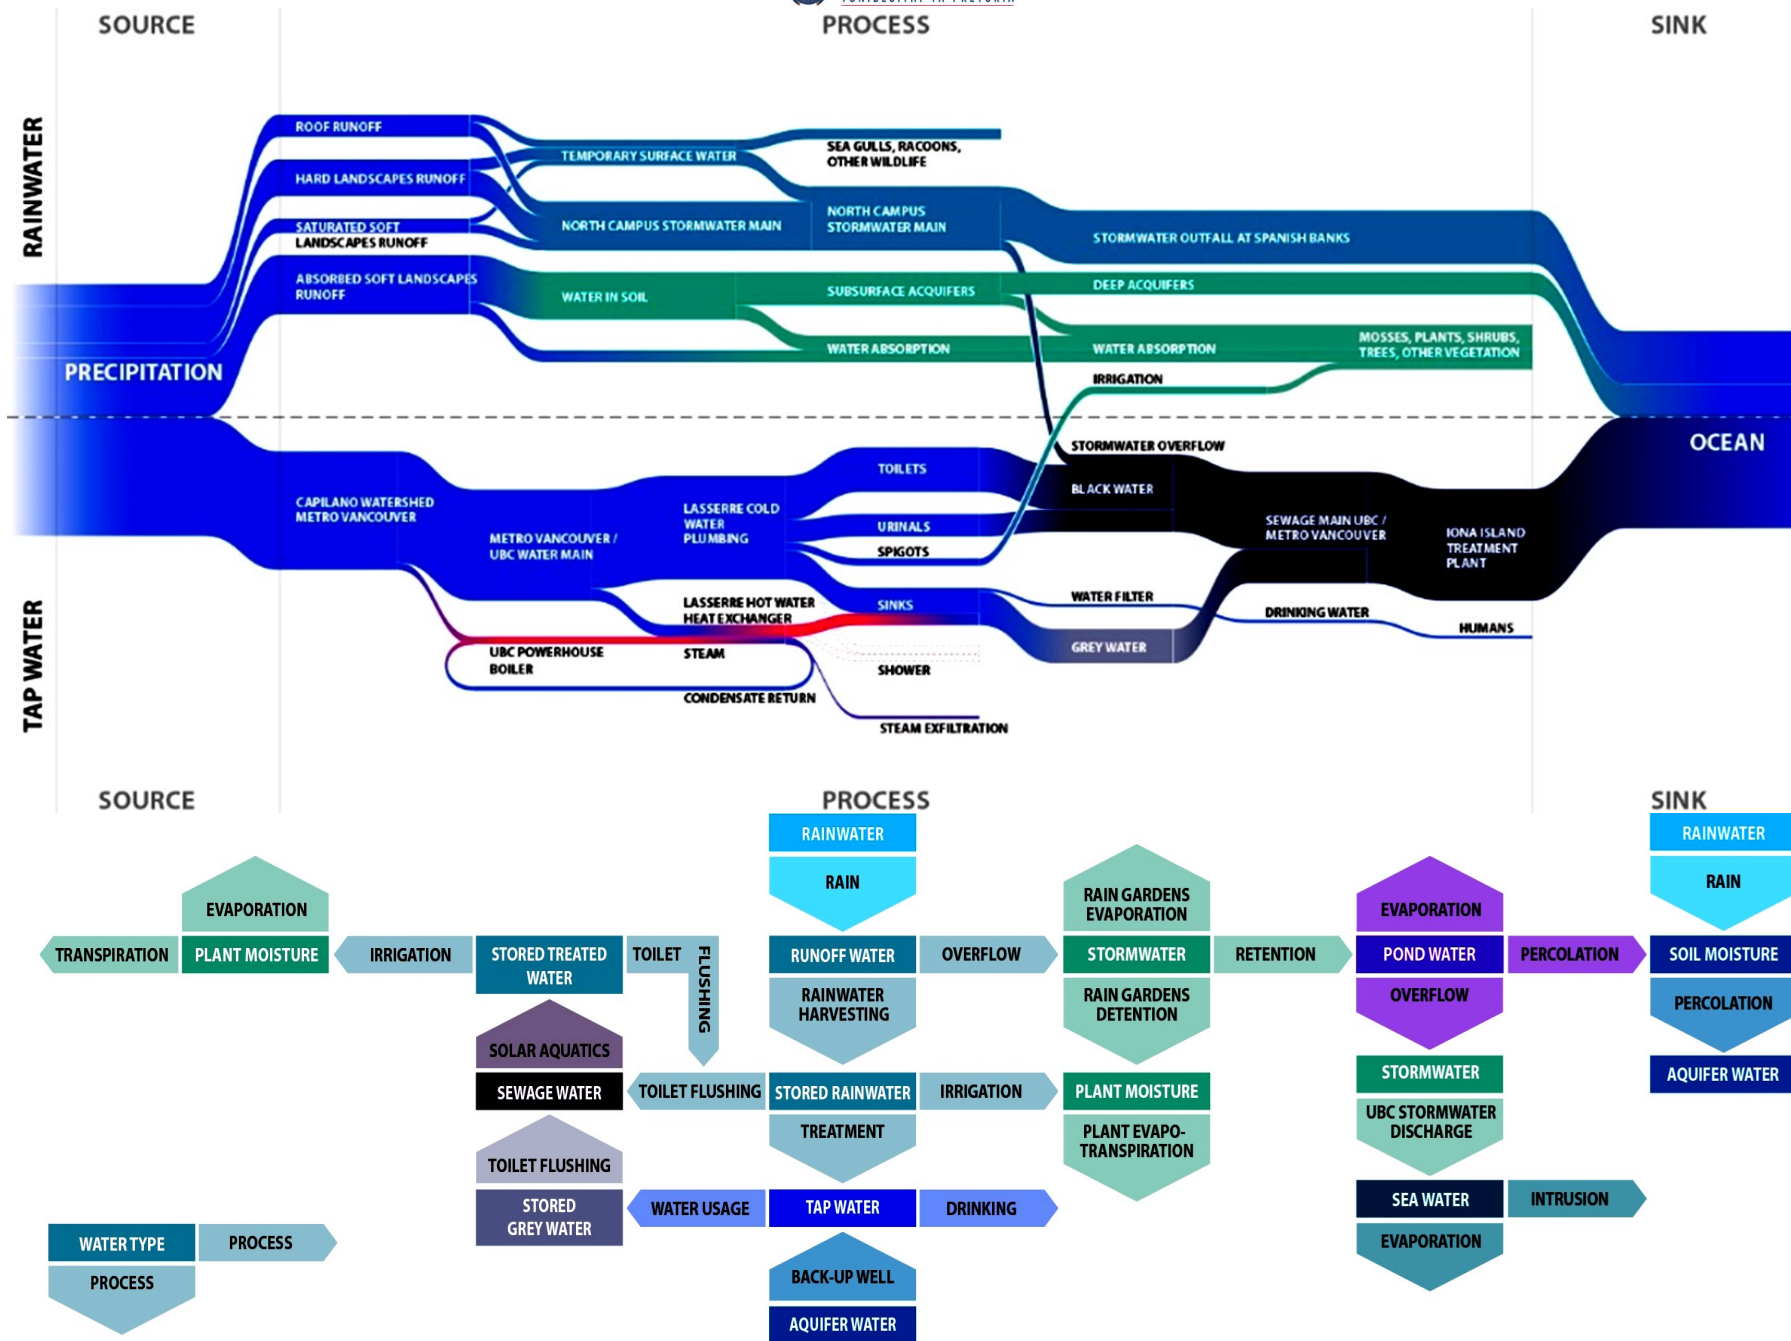 SOURCE
PROCESS
SINK
RAINWATER
ROOF RUNOFF
SEA GULLS, RACOONS,
OTHER WILDLIFE
TEMPORARY SURFACE WATER
HARD LANDSCAPES RUNOFF
SATURATED SOFT
LANDSCAPES RUNOFF
NORTH CAMPUS STORMWATER MAIN
NORTH CAMPUS
STORMWATER MAIN
STORMWATER OUTFALL AT SPANISH BANKS
ABSORBED SOFT LANDSCAPES
RUNOFF
WATER IN SOIL
SUBSURFACE ACQUIFERS
DEEP ACQUIFERS
WATER ABSORPTION
WATER ABSORPTION
MOSSES, PLANTS, SHRUBS,
TREES, OTHER VEGETATION
PRECIPITATION
IRRIGATION
OCEAN
TAP WATER
CAPILANO WATERSHED
METRO VANCOUVER
METRO VANCOUVER /
UBC WATER MAIN
LASSERRE COLD
WATER
PLUMBING
TOILETS
URINALS
SPIGOTS
STORMWATER OVERFLOW
BLACK WATER
SEWAGE MAIN UBC /
METRO VANCOUVER
IONA ISLAND
TREATMENT
PLANT
LASSERRE HOT WATER
HEAT EXCHANGER
SINKS
WATER FILTER
DRINKING WATER
HUMANS
GREY WATER
UBC POWERHOUSE
BOILER
STEAM
SHOWER
CONDENSATE RETURN
STEAM EXFILTRATION
SOURCE
PROCESS
SINK
RAINWATER
RAINWATER
RAIN
RAIN
EVAPORATION
RAIN GARDENS
EVAPORATION
EVAPORATION
TRANSPIRATION
PLANT MOISTURE
IRRIGATION
STORED TREATED
WATER
TOILET
FLUSHING
RUNOFF WATER
OVERFLOW
STORMWATER
RETENTION
POND WATER
PERCOLATION
SOIL MOISTURE
RAINWATER
HARVESTING
RAIN GARDENS
DETENTION
OVERFLOW
PERCOLATION
SOLAR AQUATICS
SEWAGE WATER
TOILET FLUSHING
STORED RAINWATER
IRRIGATION
PLANT MOISTURE
STORMWATER
AQUIFER WATER
TOILET FLUSHING
TREATMENT
PLANT EVAPO-
TRANSPIRATION
UBC STORMWATER
DISCHARGE
STORED
GREY WATER
WATER USAGE
TAP WATER
DRINKING
SEA WATER
INTRUSION
WATER TYPE
PROCESS
PROCESS
BACK-UP WELL
EVAPORATION
AQUIFER WATER